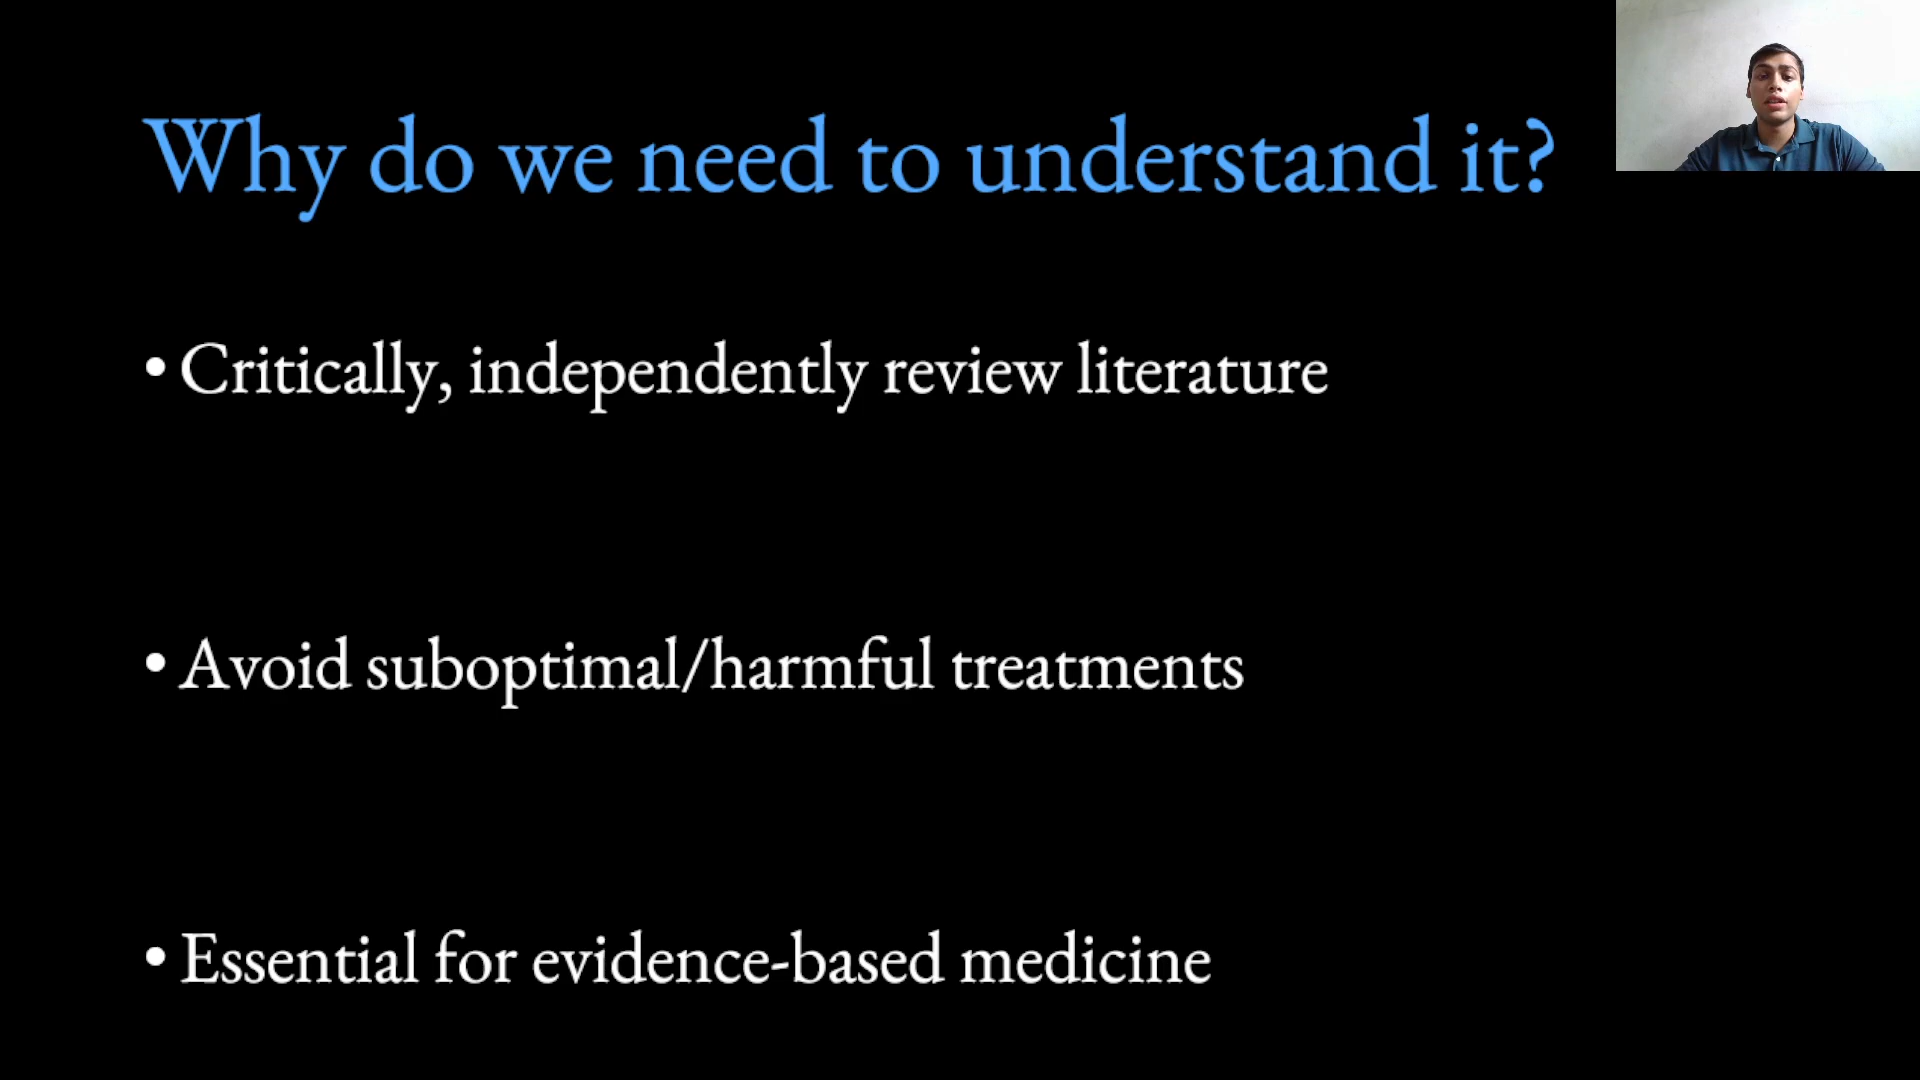 Why do we need to understand it?
• Critically, independently review literature
• Avoid suboptimal/harmful treatments
• Essential for evidence-based medicine